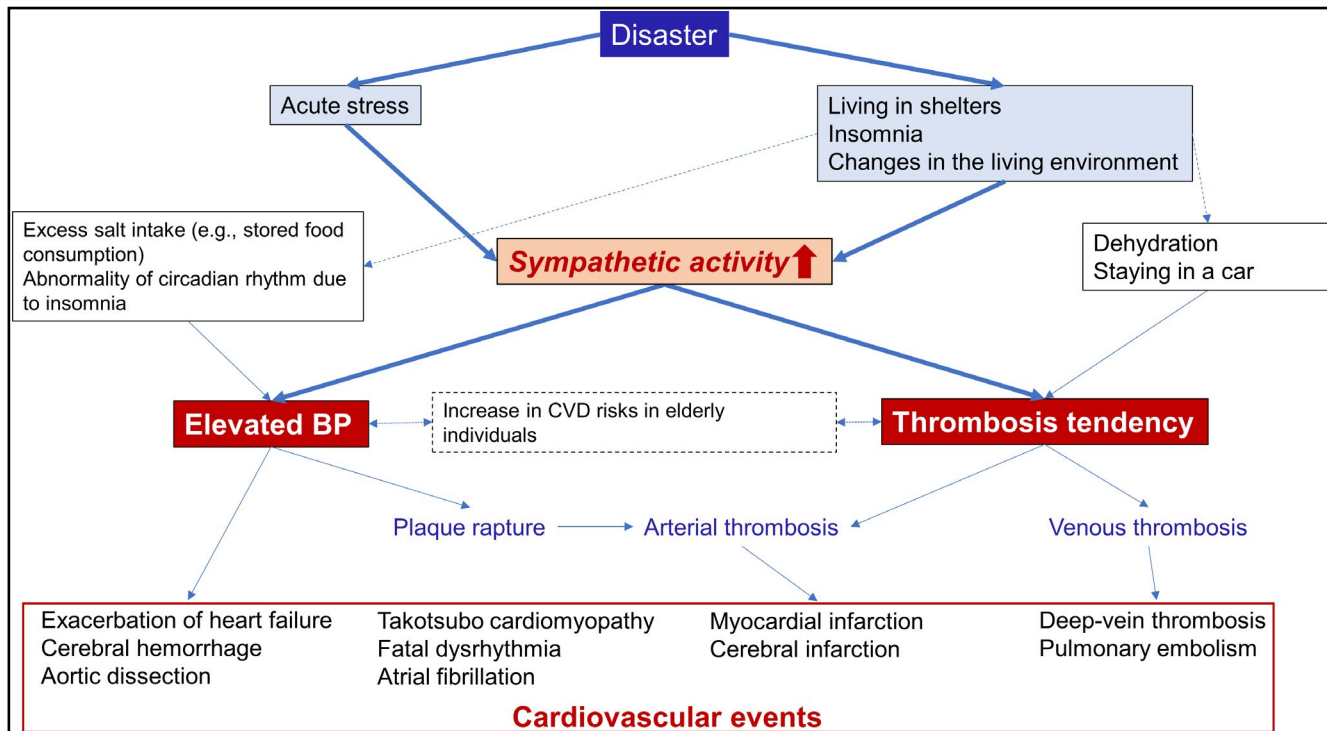 Disaster
Acute stress
Living in shelters
Insomnia
Changes in the living environment
Excess salt intake (e.g., stored food
consumption)
Abnormality of circadian rhythm due
to insomnia
Sympathetic activity
Dehydration
Staying in a car
Elevated BP
Increase in CVD risks in elderly
individuals
Thrombosis tendency
Plaque rapture
Arterial thrombosis
Venous thrombosis
Exacerbation of heart failure
Cerebral hemorrhage
Aortic dissection
Takotsubo cardiomyopathy
Fatal dysrhythmia
Atrial fibrillation
Myocardial infarction
Cerebral infarction
Deep-vein thrombosis
Pulmonary embolism
Cardiovascular events